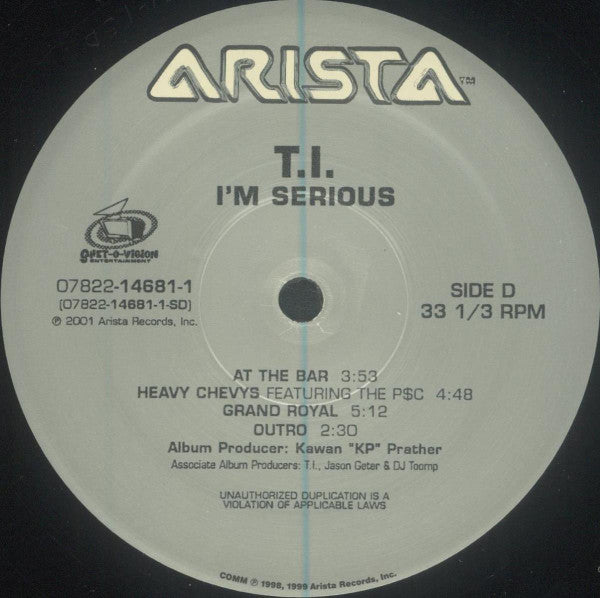 ARISTA™
T.I.
I'M SERIOUS
GHET-O-VISION
ENTERTAINMENT
07822-14681-1
(07822-14681-1-SD)
℗ 2001 Arista Records, Inc.
SIDE D
33 1/3 RPM
AT THE BAR 3:53
HEAVY CHEVYS FEATURING THE P$C 4:48
GRAND ROYAL 5:12
OUTRO 2:30
Album Producer: Kawan "KP" Prather
Associate Album Producers: T.I., Jason Geter & DJ Toomp
UNAUTHORIZED DUPLICATION IS A
VIOLATION OF APPLICABLE LAWS
COMM ℗ 1998, 1999 Arista Records, Inc.